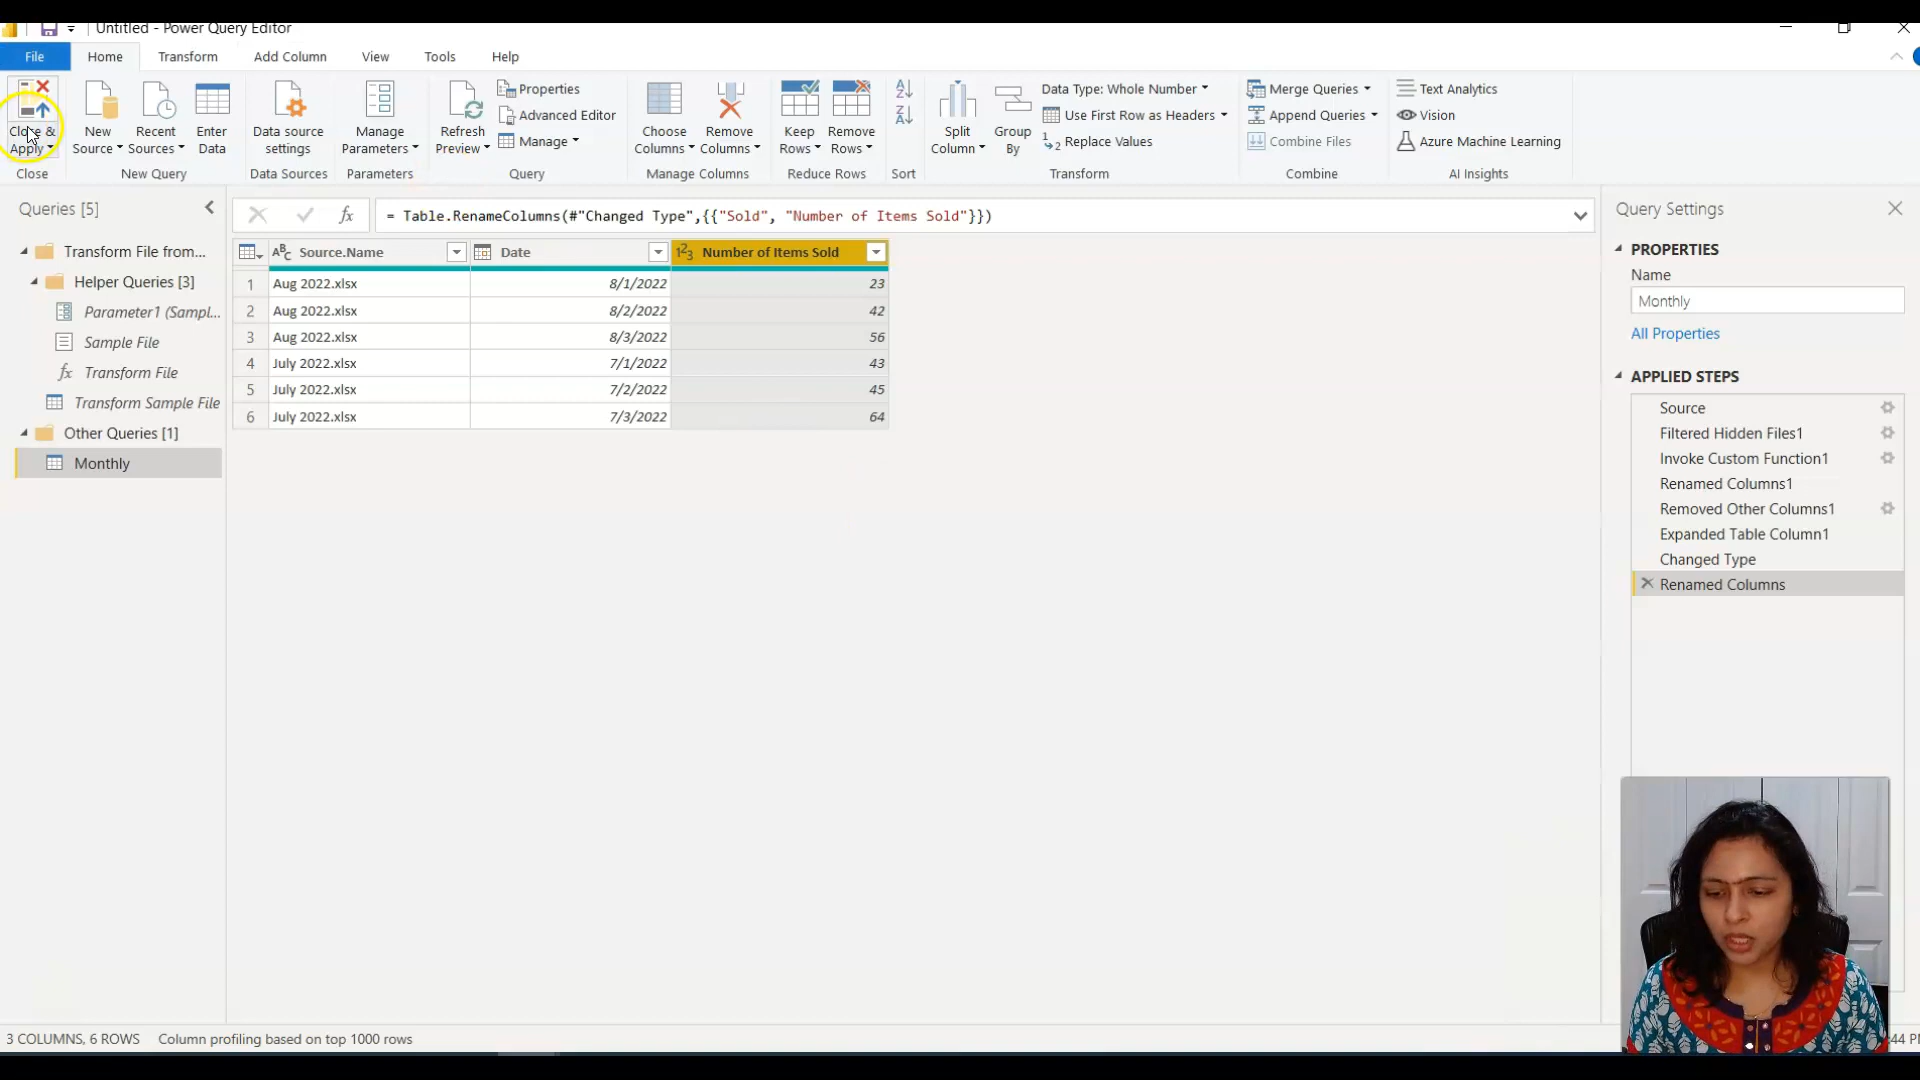 Untitled - Power Query Editor
File Home Transform Add Column View Tools Help
Close & Apply
New Source
Recent Sources
Enter Data
Data source settings
Manage Parameters
Refresh Preview
Properties
Advanced Editor
Manage
Choose Columns
Remove Columns
Keep Rows
Remove Rows
Split Column
Group By
Data Type: Whole Number
Use First Row as Headers
Replace Values
Merge Queries
Append Queries
Combine Files
Text Analytics
Vision
Azure Machine Learning
Close New Query Data Sources Parameters Query Manage Columns Reduce Rows Sort Transform Combine AI Insights
Queries [5]
Transform File from...
Helper Queries [3]
Parameter1 (Sampl...
Sample File
fx Transform File
Transform Sample File
Other Queries [1]
Monthly
fx = Table.RenameColumns(#"Changed Type",{{"Sold", "Number of Items Sold"}})
ABC Source.Name Date 123 Number of Items Sold
1 Aug 2022.xlsx 8/1/2022 23
2 Aug 2022.xlsx 8/2/2022 42
3 Aug 2022.xlsx 8/3/2022 56
4 July 2022.xlsx 7/1/2022 43
5 July 2022.xlsx 7/2/2022 45
6 July 2022.xlsx 7/3/2022 64
Query Settings
PROPERTIES
Name
Monthly
All Properties
APPLIED STEPS
Source
Filtered Hidden Files1
Invoke Custom Function1
Renamed Columns1
Removed Other Columns1
Expanded Table Column1
Changed Type
Renamed Columns
3 COLUMNS, 6 ROWS Column profiling based on top 1000 rows